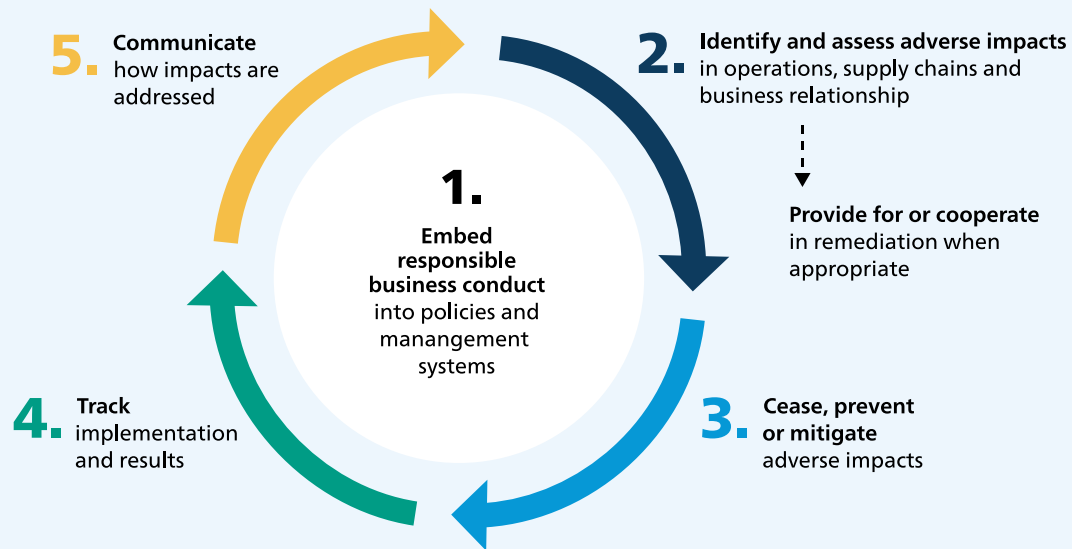 1.
Embed
responsible
business conduct
into policies and
manangement
systems
2.
Identify and assess adverse impacts
in operations, supply chains and
business relationship
Provide for or cooperate
in remediation when
appropriate
3.
Cease, prevent
or mitigate
adverse impacts
4.
Track
implementation
and results
5.
Communicate
how impacts are
addressed